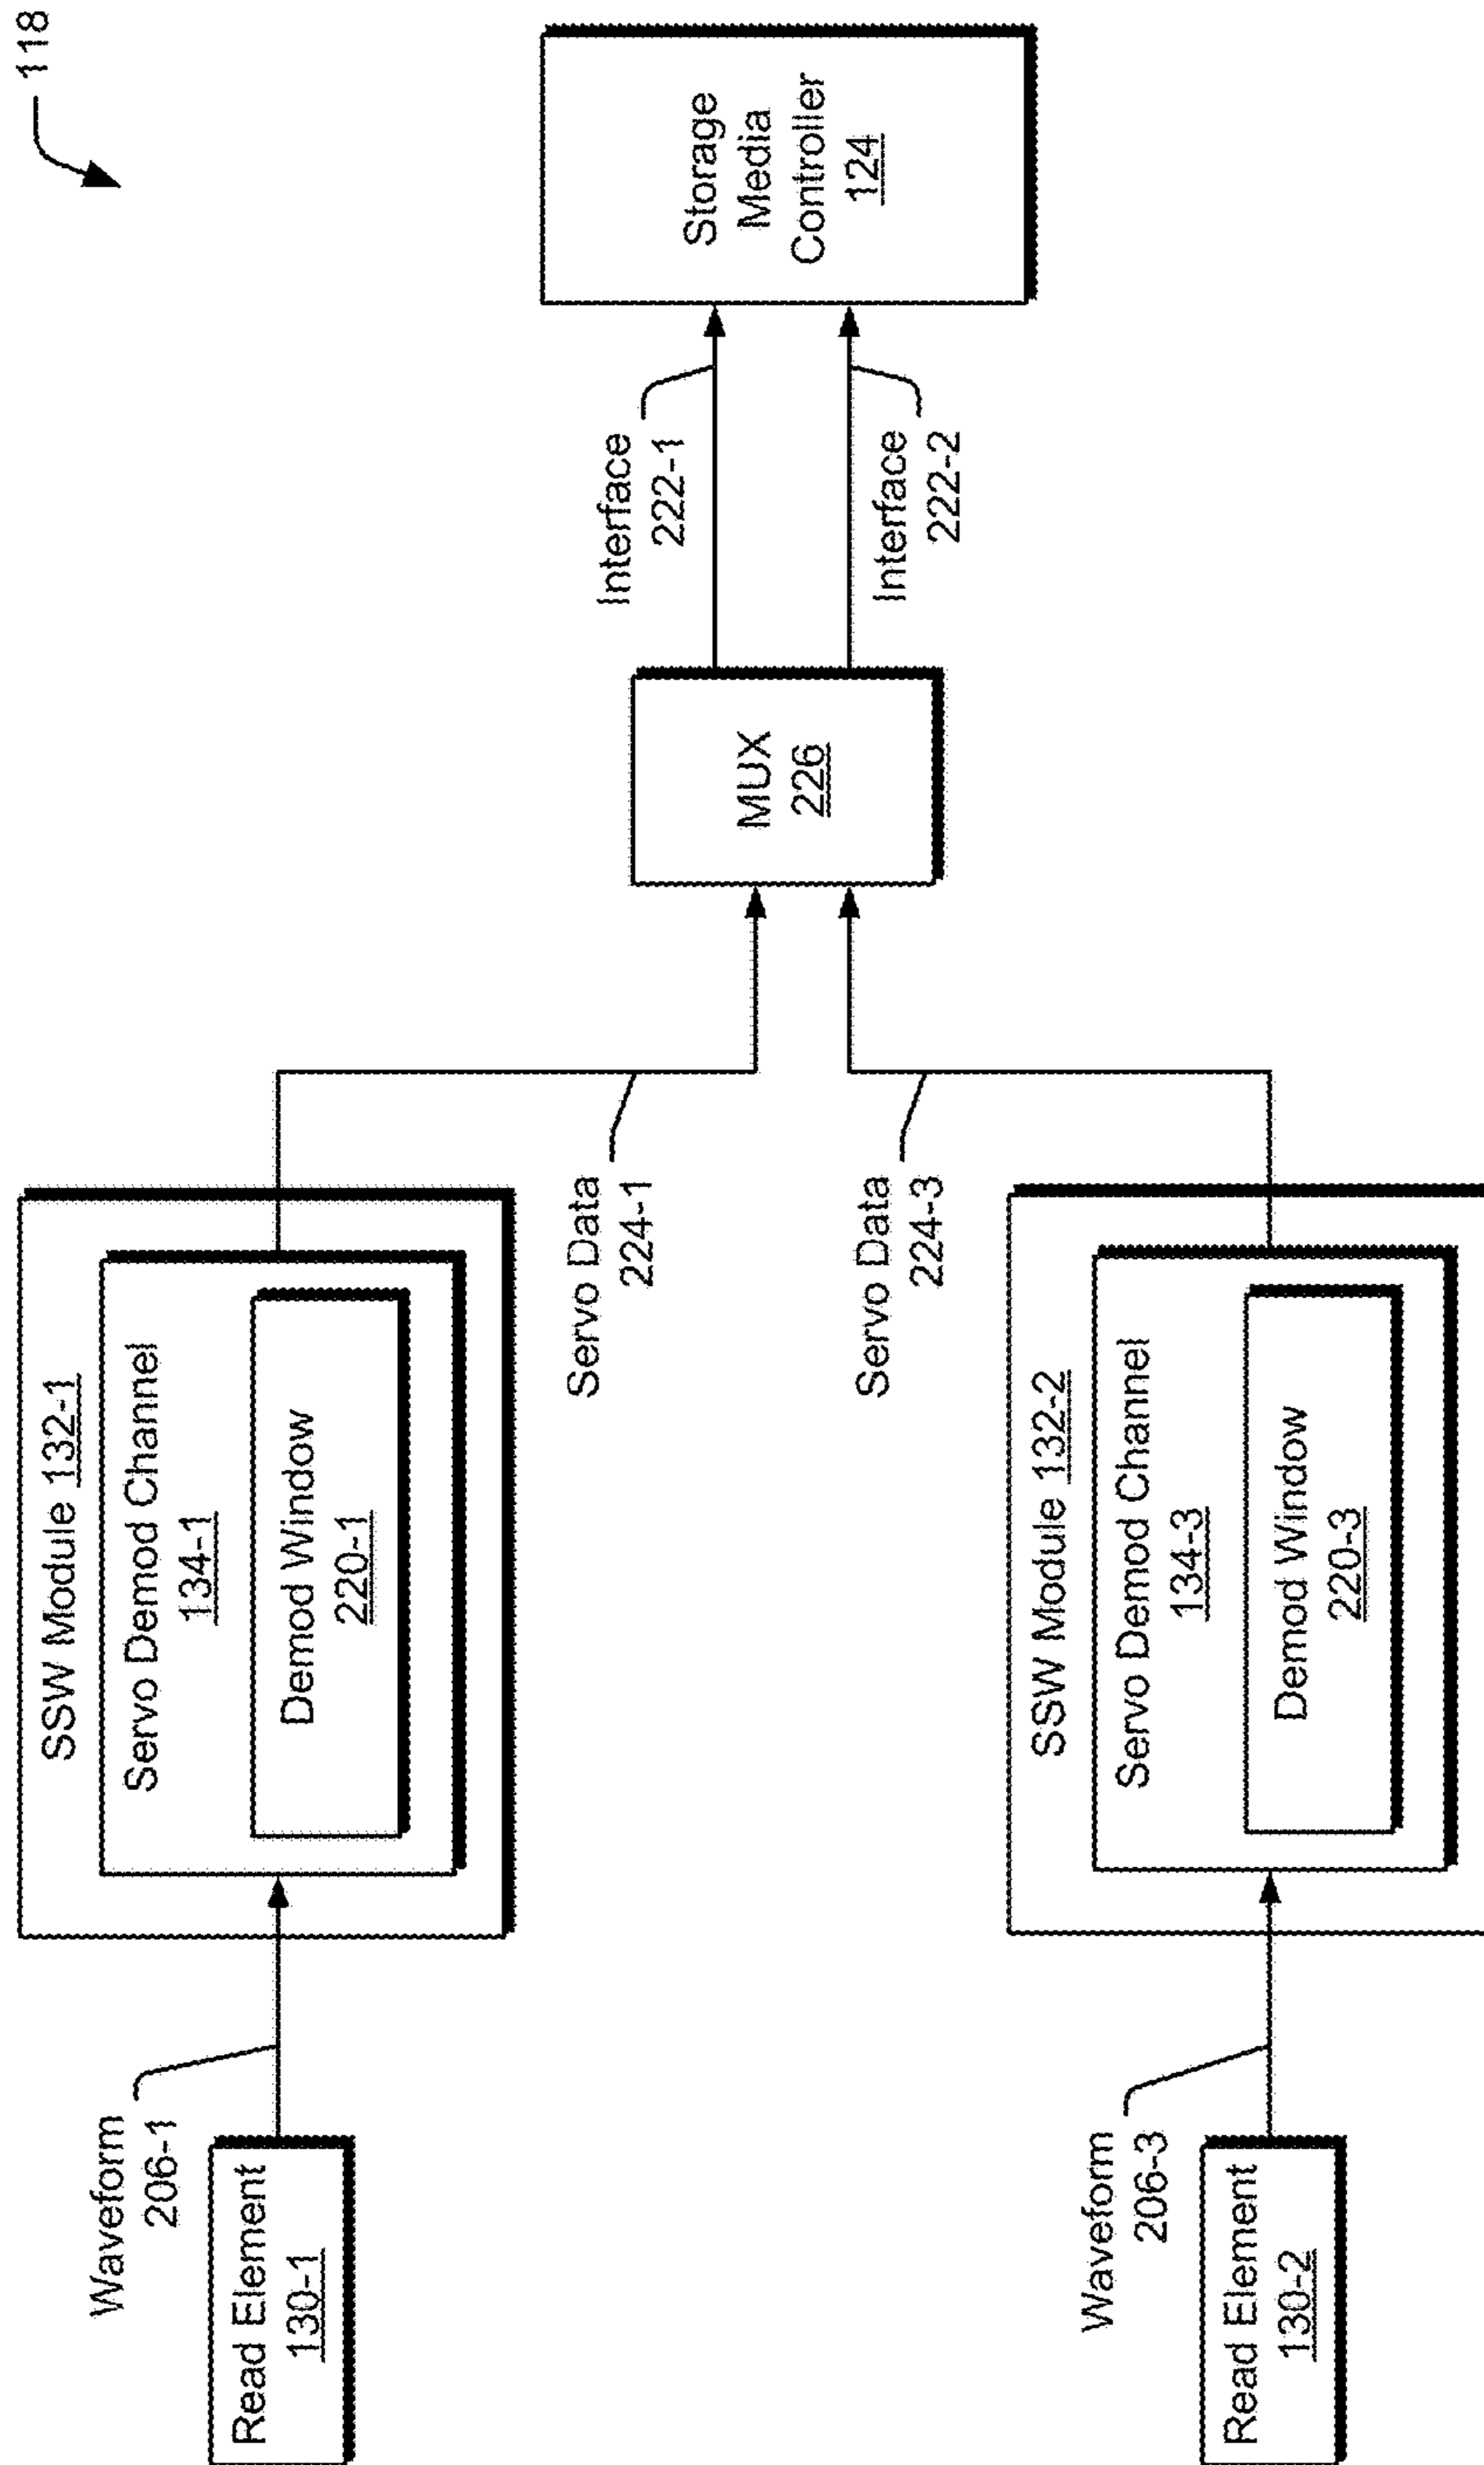 118
Waveform
206-1
Read Element
130-1
SSW Module 132-1
Servo Demod Channel
134-1
Demod Window
220-1
Servo Data
224-1
MUX
226
Interface
222-1
Interface
222-2
Storage
Media
Controller
124
Servo Data
224-3
Waveform
206-3
Read Element
130-2
SSW Module 132-2
Servo Demod Channel
134-3
Demod Window
220-3